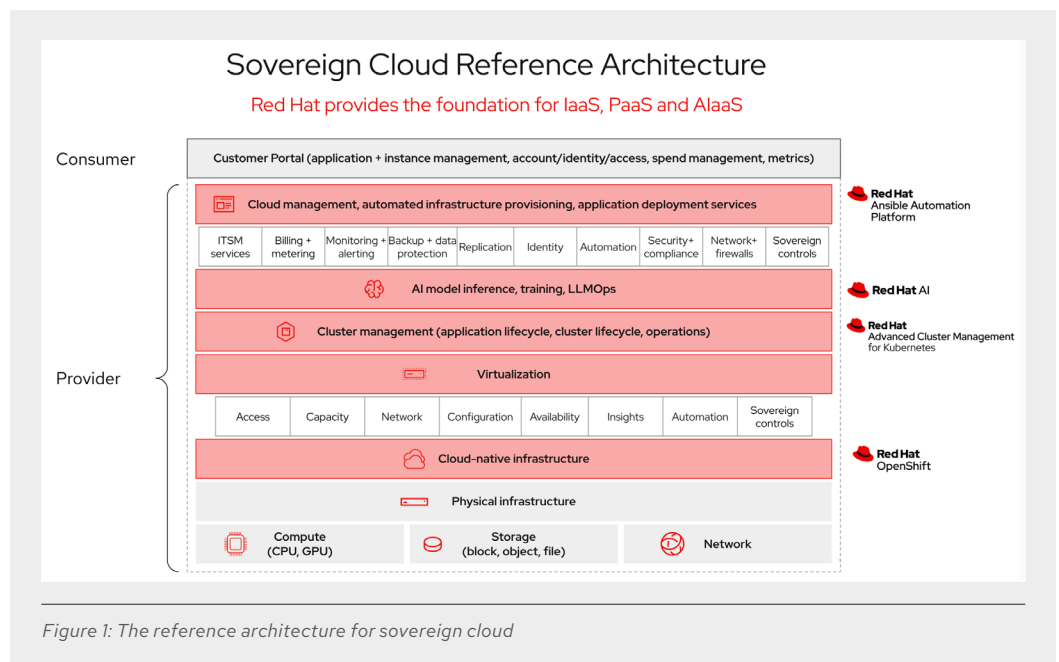 Sovereign Cloud Reference Architecture
Red Hat provides the foundation for IaaS, PaaS and AIaaS
Consumer
Customer Portal (application + instance management, account/identity/access, spend management, metrics)
Provider
Cloud management, automated infrastructure provisioning, application deployment services
Red Hat
Ansible Automation
Platform
ITSM
services
Billing +
metering
Monitoring +
alerting
Backup + data
protection
Replication
Identity
Automation
Security+
compliance
Network+
firewalls
Sovereign
controls
AI model inference, training, LLMOps
Red Hat AI
Cluster management (application lifecycle, cluster lifecycle, operations)
Red Hat
Advanced Cluster Management
for Kubernetes
Virtualization
Access
Capacity
Network
Configuration
Availability
Insights
Automation
Sovereign
controls
Cloud-native infrastructure
Red Hat
OpenShift
Physical infrastructure
Compute
(CPU, GPU)
Storage
(block, object, file)
Network
Figure 1: The reference architecture for sovereign cloud